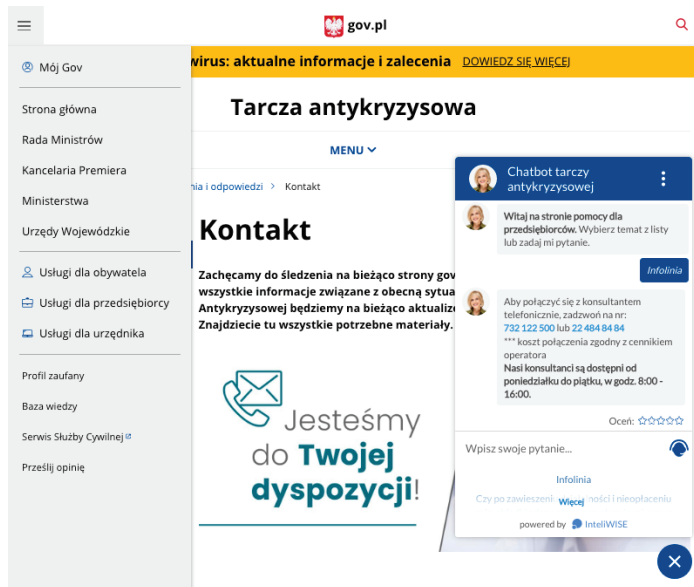 gov.pl
Mój Gov
Strona główna
Rada Ministrów
Kancelaria Premiera
Ministerstwa
Urzędy Wojewódzkie
Usługi dla obywatela
Usługi dla przedsiębiorcy
Usługi dla urzędnika
Profil zaufany
Baza wiedzy
Serwis Służby Cywilnej
Prześlij opinię
wirus: aktualne informacje i zalecenia DOWIEDZ SIĘ WIĘCEJ
Tarcza antykryzysowa
MENU
nia i odpowiedzi > Kontakt
Kontakt
Zachęcamy do śledzenia na bieżąco strony gov
wszystkie informacje związane z obecną sytua
Antykryzysowej będziemy na bieżąco aktualiz
Znajdziecie tu wszystkie potrzebne materiały.
Jesteśmy
do Twojej
dyspozycji!
Chatbot tarczy
antykryzysowej
Witaj na stronie pomocy dla
przedsiębiorców. Wybierz temat z listy
lub zadaj mi pytanie.
Infolinia
Aby połączyć się z konsultantem
telefonicznie, zadzwoń na nr:
732 122 500 lub 22 484 84 84
*** koszt połączenia zgodny z cennikiem
operatora
Nasi konsultanci są dostępni od
poniedziałku do piątku, w godz. 8:00 -
16:00.
Oceń:
Wpisz swoje pytanie...
Infolinia
Czy po zawieszeni Więcej ności i nieopłaceniu
powered by InteliWISE